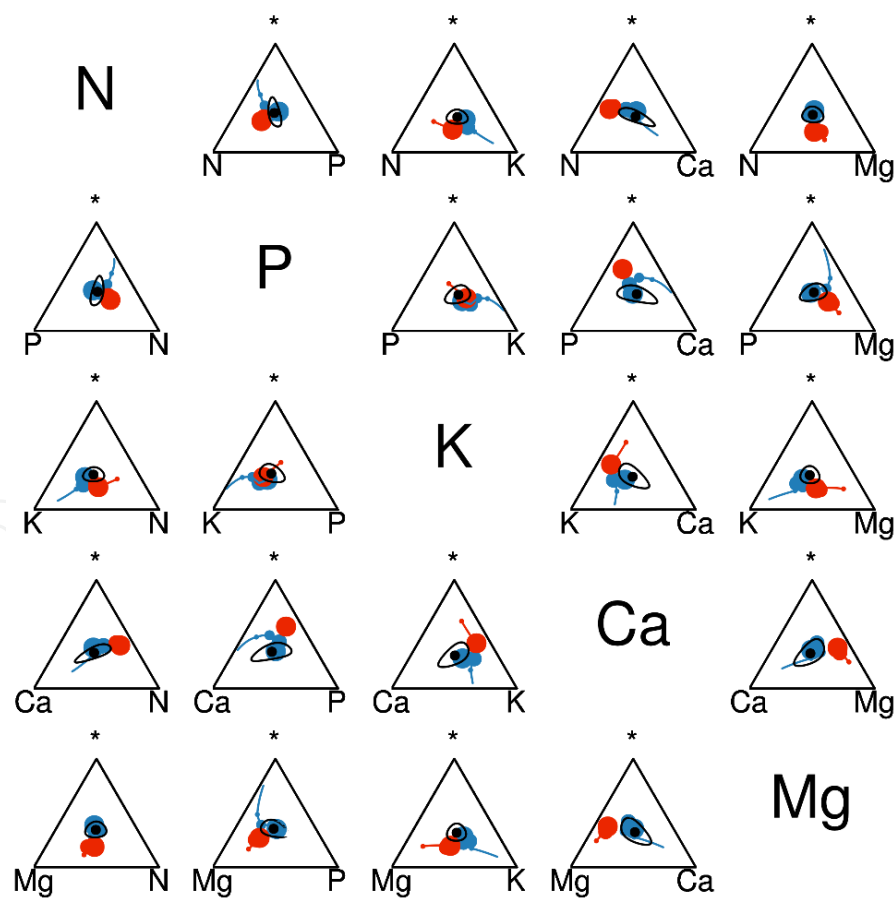 * * * *
N
N P N K N Ca N Mg
* * * *
P
P N P K P Ca P Mg
* * * *
K
K N K P K Ca K Mg
* * * *
Ca
Ca N Ca P Ca K Ca Mg
* * * *
Mg
Mg N Mg P Mg K Mg Ca